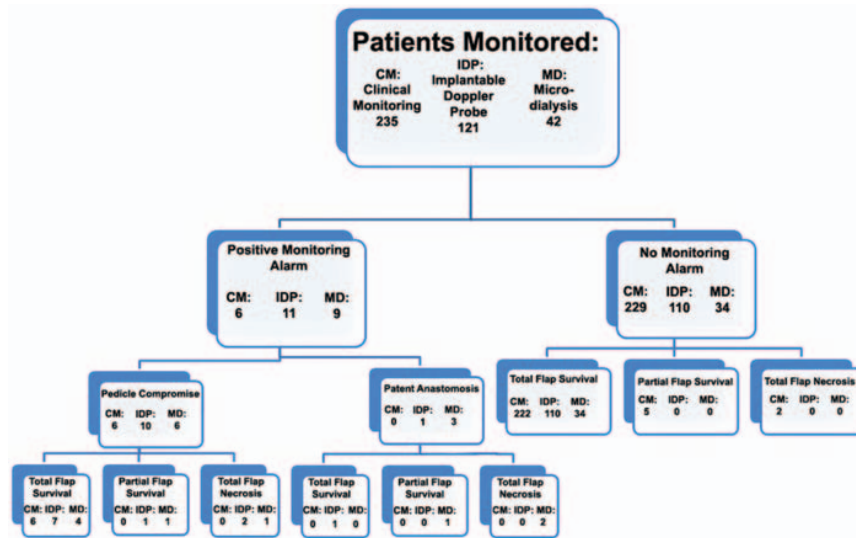 Patients Monitored:
CM:
Clinical
Monitoring
235
IDP:
Implantable
Doppler
Probe
121
MD:
Micro-
dialysis
42
Positive Monitoring
Alarm
CM: IDP: MD:
6 11 9
No Monitoring
Alarm
CM: IDP: MD:
229 110 34
Pedicle Compromise
CM: IDP: MD:
6 10 6
Patent Anastomosis
CM: IDP: MD:
0 1 3
Total Flap Survival
CM: IDP: MD:
222 110 34
Partial Flap Survival
CM: IDP: MD:
5 0 0
Total Flap Necrosis
CM: IDP: MD:
2 0 0
Total Flap
Survival
CM: IDP: MD:
6 7 4
Partial Flap
Survival
CM: IDP: MD:
0 1 1
Total Flap
Necrosis
CM: IDP: MD:
0 2 1
Total Flap
Survival
CM: IDP: MD:
0 1 0
Partial Flap
Survival
CM: IDP: MD:
0 0 1
Total Flap
Necrosis
CM: IDP: MD:
0 0 2